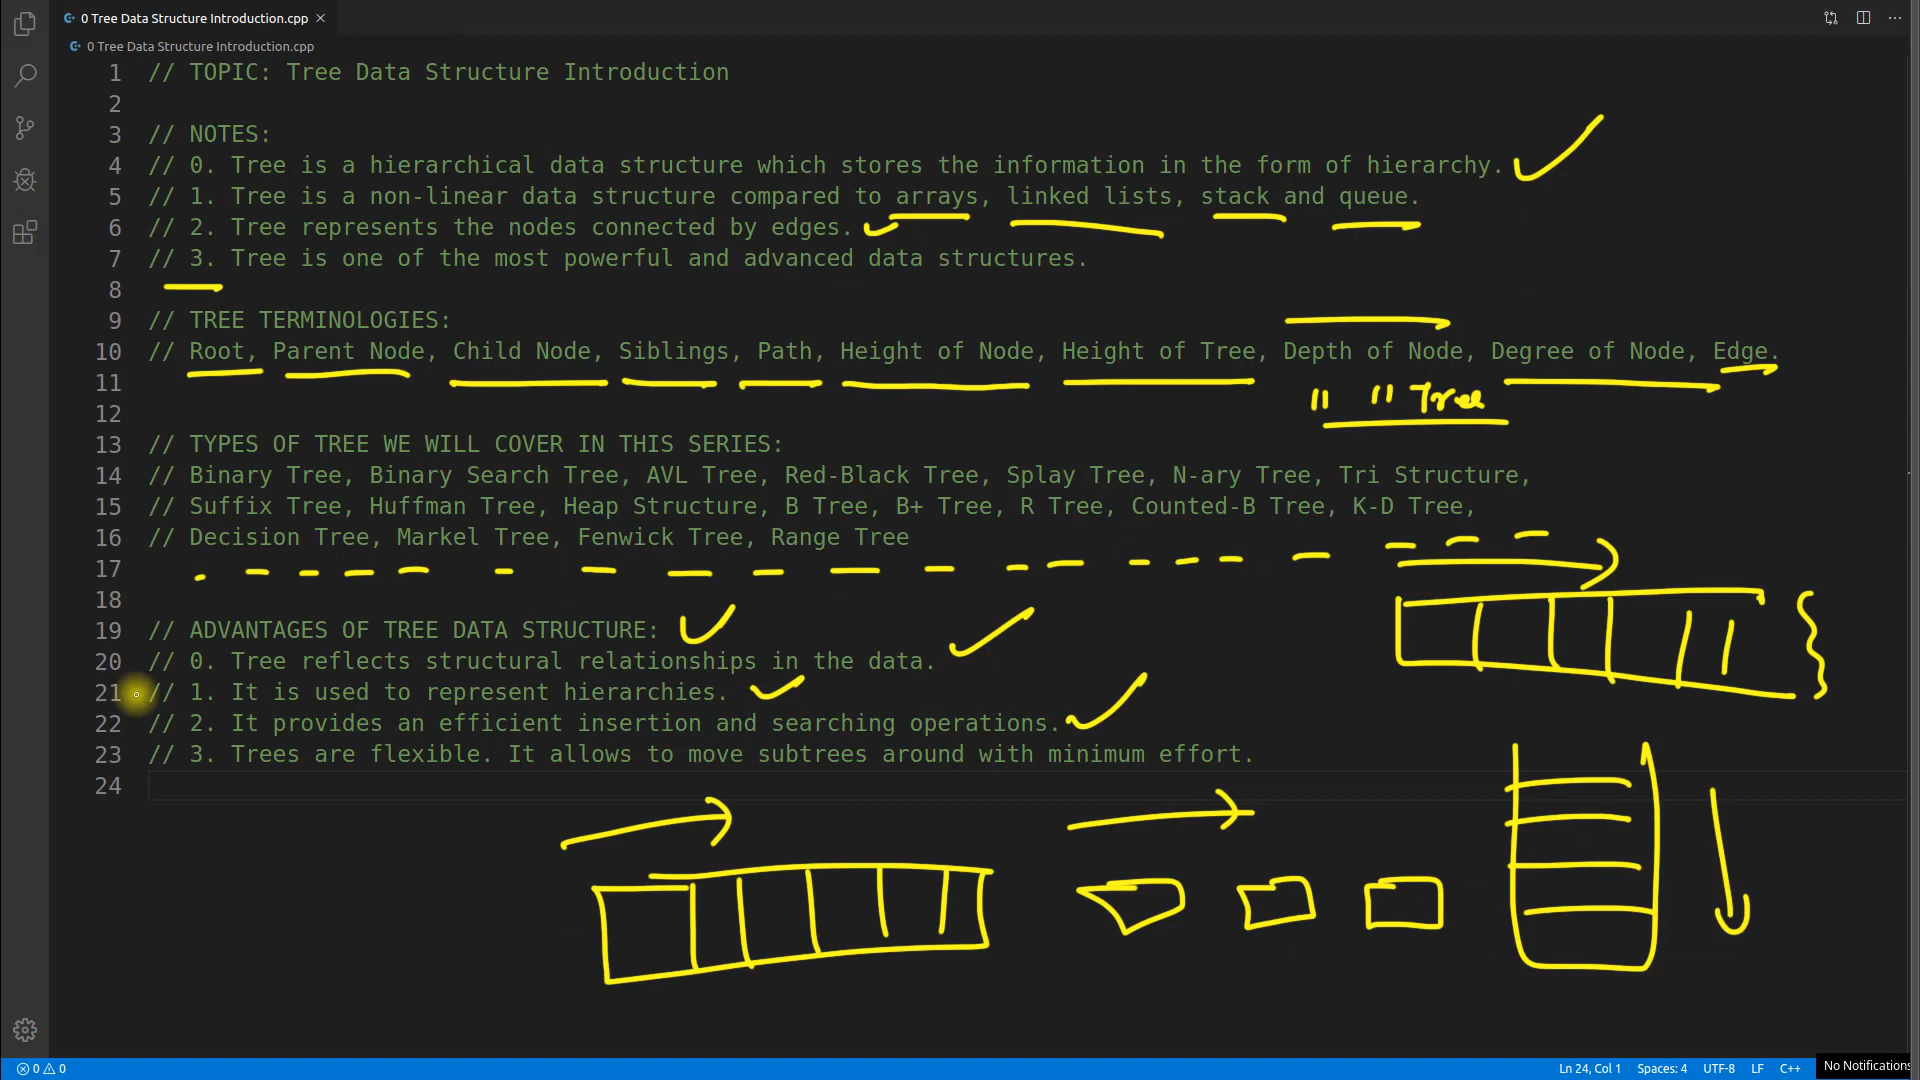 0 Tree Data Structure Introduction.cpp
0 Tree Data Structure Introduction.cpp
1 // TOPIC: Tree Data Structure Introduction
2
3 // NOTES:
4 // 0. Tree is a hierarchical data structure which stores the information in the form of hierarchy.
5 // 1. Tree is a non-linear data structure compared to arrays, linked lists, stack and queue.
6 // 2. Tree represents the nodes connected by edges.
7 // 3. Tree is one of the most powerful and advanced data structures.
8
9 // TREE TERMINOLOGIES:
10 // Root, Parent Node, Child Node, Siblings, Path, Height of Node, Height of Tree, Depth of Node, Degree of Node, Edge.
11
" " Tree
12
13 // TYPES OF TREE WE WILL COVER IN THIS SERIES:
14 // Binary Tree, Binary Search Tree, AVL Tree, Red-Black Tree, Splay Tree, N-ary Tree, Tri Structure,
15 // Suffix Tree, Huffman Tree, Heap Structure, B Tree, B+ Tree, R Tree, Counted-B Tree, K-D Tree,
16 // Decision Tree, Markel Tree, Fenwick Tree, Range Tree
17
18
19 // ADVANTAGES OF TREE DATA STRUCTURE:
20 // 0. Tree reflects structural relationships in the data.
21 // 1. It is used to represent hierarchies.
22 // 2. It provides an efficient insertion and searching operations.
23 // 3. Trees are flexible. It allows to move subtrees around with minimum effort.
24
0 0 Ln 24, Col 1 Spaces: 4 UTF-8 LF C++ No Notifications